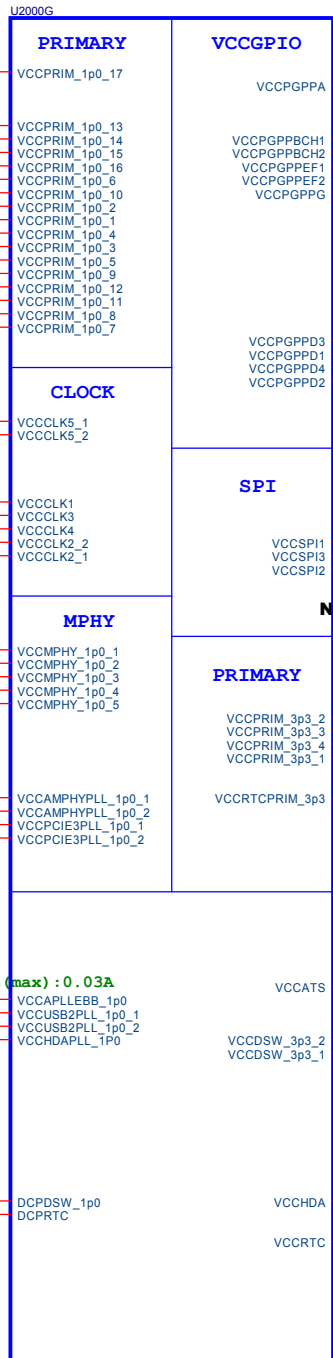 U2000G
PRIMARY
VCCPRIM_1p0_17
VCCPRIM_1p0_13
VCCPRIM_1p0_14
VCCPRIM_1p0_15
VCCPRIM_1p0_16
VCCPRIM_1p0_6
VCCPRIM_1p0_10
VCCPRIM_1p0_2
VCCPRIM_1p0_1
VCCPRIM_1p0_4
VCCPRIM_1p0_3
VCCPRIM_1p0_5
VCCPRIM_1p0_9
VCCPRIM_1p0_12
VCCPRIM_1p0_11
VCCPRIM_1p0_8
VCCPRIM_1p0_7
CLOCK
VCCCLK5_1
VCCCLK5_2
VCCCLK1
VCCCLK3
VCCCLK4
VCCCLK2_2
VCCCLK2_1
MPHY
VCCMPHY_1p0_1
VCCMPHY_1p0_2
VCCMPHY_1p0_3
VCCMPHY_1p0_4
VCCMPHY_1p0_5
VCCAMPHYPLL_1p0_1
VCCAMPHYPLL_1p0_2
VCCPCIE3PLL_1p0_1
VCCPCIE3PLL_1p0_2
(max):0.03A
VCCAPLLEBB_1p0
VCCUSB2PLL_1p0_1
VCCUSB2PLL_1p0_2
VCCHDAPLL_1P0
DCPDSW_1p0
DCPRTC
VCCGPIO
VCCPGPPA
VCCPGPPBCH1
VCCPGPPBCH2
VCCPGPPEF1
VCCPGPPEF2
VCCPGPPG
VCCPGPPD3
VCCPGPPD1
VCCPGPPD4
VCCPGPPD2
SPI
VCCSPI1
VCCSPI3
VCCSPI2
N
PRIMARY
VCCPRIM_3p3_2
VCCPRIM_3p3_3
VCCPRIM_3p3_4
VCCPRIM_3p3_1
VCCRTCPRIM_3p3
VCCATS
VCCDSW_3p3_2
VCCDSW_3p3_1
VCCHDA
VCCRTC